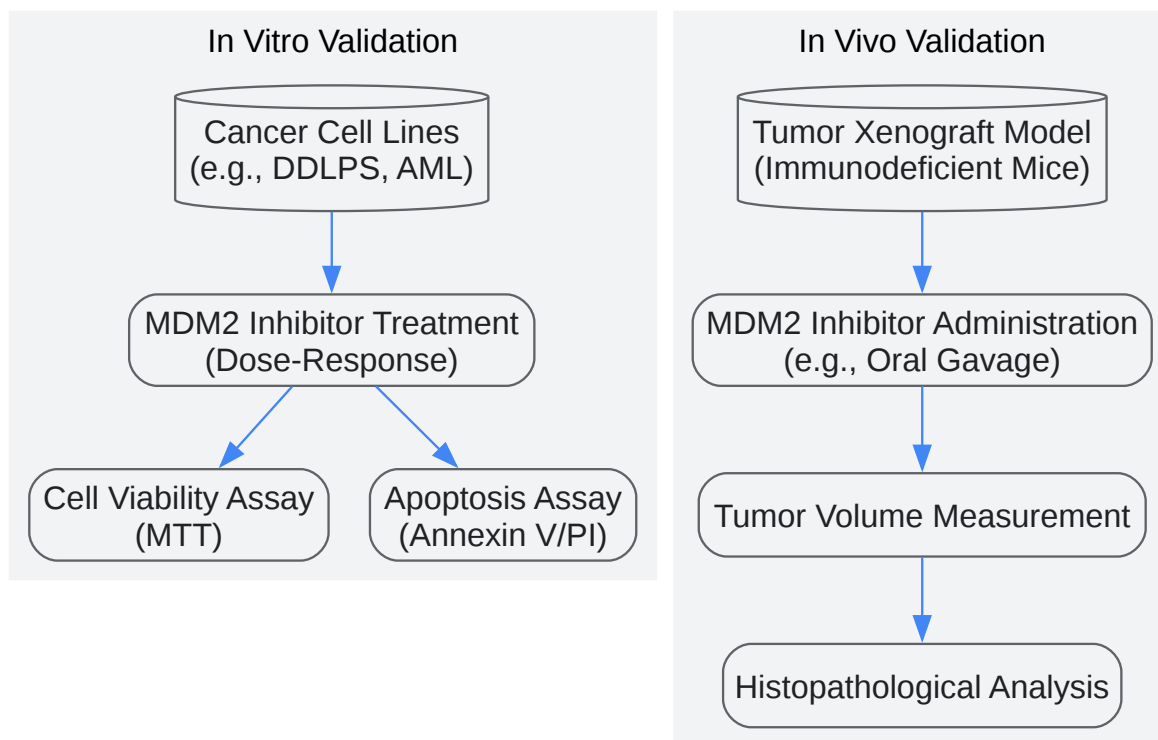 In Vitro Validation
Cancer Cell Lines
(e.g., DDLPS, AML)
MDM2 Inhibitor Treatment
(Dose-Response)
Cell Viability Assay
(MTT)
Apoptosis Assay
(Annexin V/PI)
In Vivo Validation
Tumor Xenograft Model
(Immunodeficient Mice)
MDM2 Inhibitor Administration
(e.g., Oral Gavage)
Tumor Volume Measurement
Histopathological Analysis